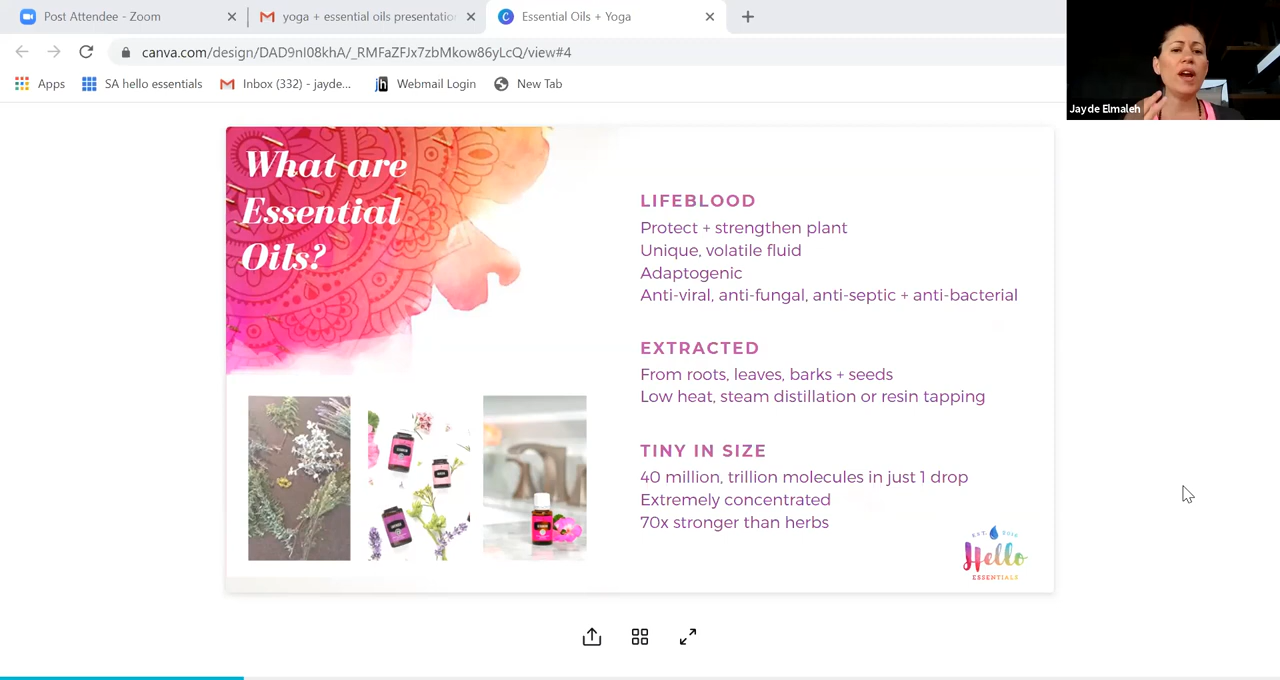 Post Attendee - Zoom
yoga + essential oils presentation
Essential Oils + Yoga
canva.com/design/DAD9nI08khA/_RMFaZFJx7zbMkow86yLcQ/view#4
Apps
SA hello essentials
Inbox (332) - jayde...
Webmail Login
New Tab
Jayde Elmaleh
What are
Essential
Oils?
LIFEBLOOD
Protect + strengthen plant
Unique, volatile fluid
Adaptogenic
Anti-viral, anti-fungal, anti-septic + anti-bacterial
EXTRACTED
From roots, leaves, barks + seeds
Low heat, steam distillation or resin tapping
TINY IN SIZE
40 million, trillion molecules in just 1 drop
Extremely concentrated
70x stronger than herbs
Hello
ESSENTIALS